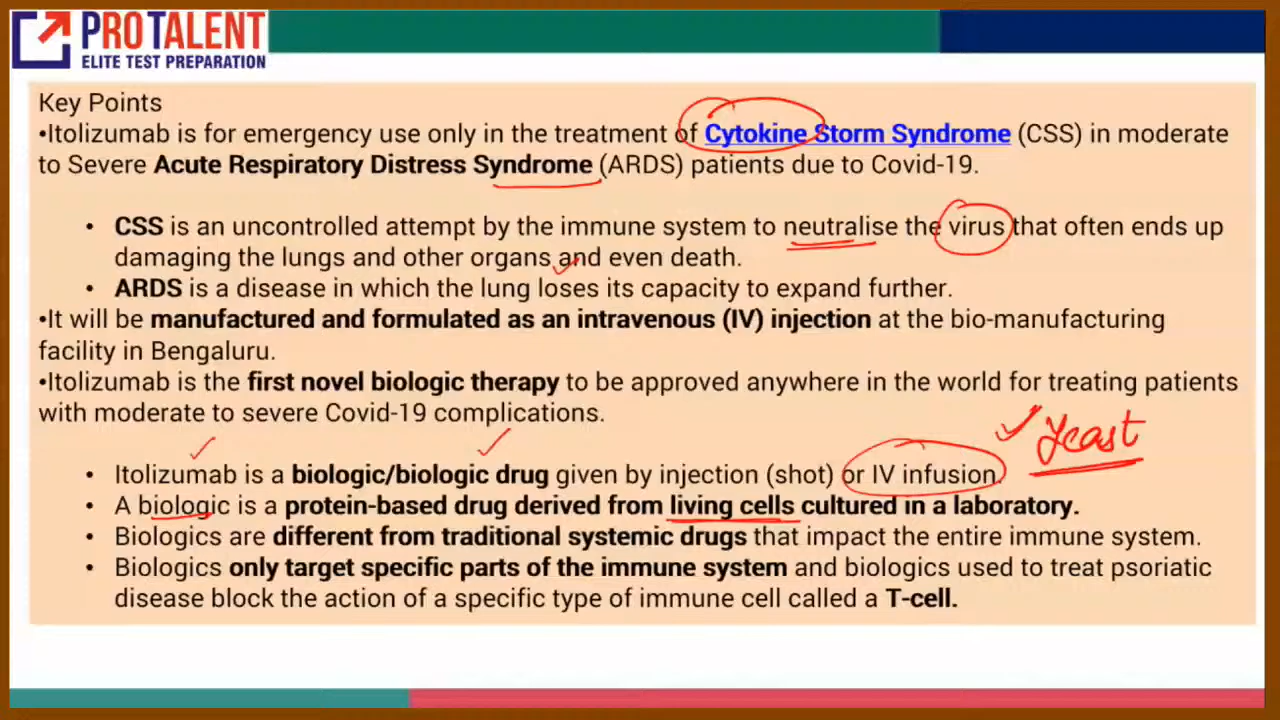 PROTALENT
ELITE TEST PREPARATION
Key Points
•Itolizumab is for emergency use only in the treatment of Cytokine Storm Syndrome (CSS) in moderate
to Severe Acute Respiratory Distress Syndrome (ARDS) patients due to Covid-19.
• CSS is an uncontrolled attempt by the immune system to neutralise the virus that often ends up
damaging the lungs and other organs and even death.
• ARDS is a disease in which the lung loses its capacity to expand further.
•It will be manufactured and formulated as an intravenous (IV) injection at the bio-manufacturing
facility in Bengaluru.
•Itolizumab is the first novel biologic therapy to be approved anywhere in the world for treating patients
with moderate to severe Covid-19 complications.
Yeast
• Itolizumab is a biologic/biologic drug given by injection (shot) or IV infusion.
• A biologic is a protein-based drug derived from living cells cultured in a laboratory.
• Biologics are different from traditional systemic drugs that impact the entire immune system.
• Biologics only target specific parts of the immune system and biologics used to treat psoriatic
disease block the action of a specific type of immune cell called a T-cell.